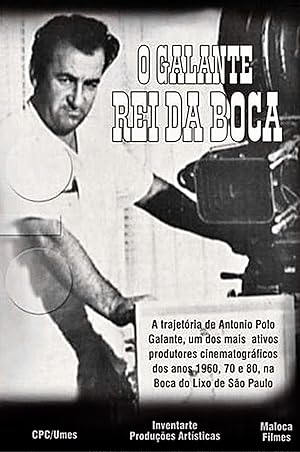 O GALANTE
REI DA BOCA
A trajetória de Antonio Polo
Galante, um dos mais ativos
produtores cinematográficos
dos anos 1960, 70 e 80, na
Boca do Lixo de São Paulo
CPC/Umes
Inventarte
Produções Artísticas
Maloca
Filmes